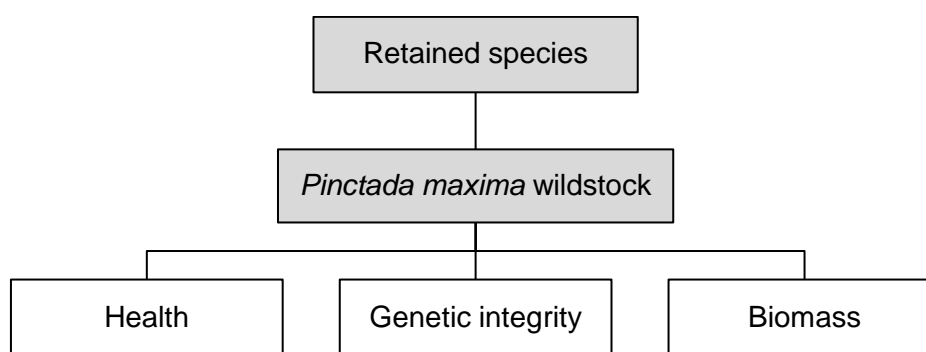 Retained species
Pinctada maxima wildstock
Health
Genetic integrity
Biomass